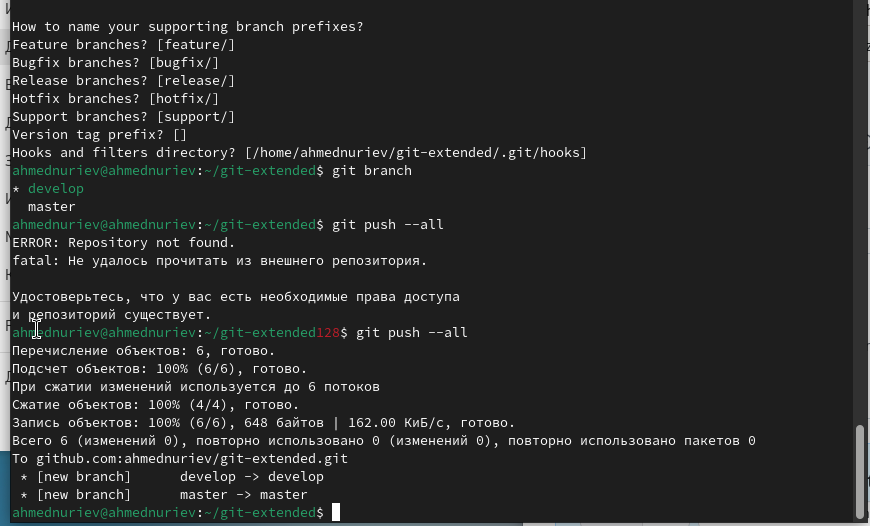 How to name your supporting branch prefixes?
Feature branches? [feature/]
Bugfix branches? [bugfix/]
Release branches? [release/]
Hotfix branches? [hotfix/]
Support branches? [support/]
Version tag prefix? []
Hooks and filters directory? [/home/ahmednuriev/git-extended/.git/hooks]
ahmednuriev@ahmednuriev:~/git-extended$ git branch
* develop
  master
ahmednuriev@ahmednuriev:~/git-extended$ git push --all
ERROR: Repository not found.
fatal: Не удалось прочитать из внешнего репозитория.

Удостоверьтесь, что у вас есть необходимые права доступа
и репозиторий существует.
ahmednuriev@ahmednuriev:~/git-extended128$ git push --all
Перечисление объектов: 6, готово.
Подсчет объектов: 100% (6/6), готово.
При сжатии изменений используется до 6 потоков
Сжатие объектов: 100% (4/4), готово.
Запись объектов: 100% (6/6), 648 байтов | 162.00 КиБ/с, готово.
Всего 6 (изменений 0), повторно использовано 0 (изменений 0), повторно использовано пакетов 0
To github.com:ahmednuriev/git-extended.git
 * [new branch]      develop -> develop
 * [new branch]      master -> master
ahmednuriev@ahmednuriev:~/git-extended$